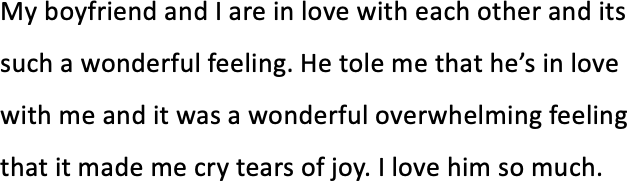 My boyfriend and I are in love with each other and its
such a wonderful feeling. He tole me that he’s in love
with me and it was a wonderful overwhelming feeling
that it made me cry tears of joy. I love him so much.